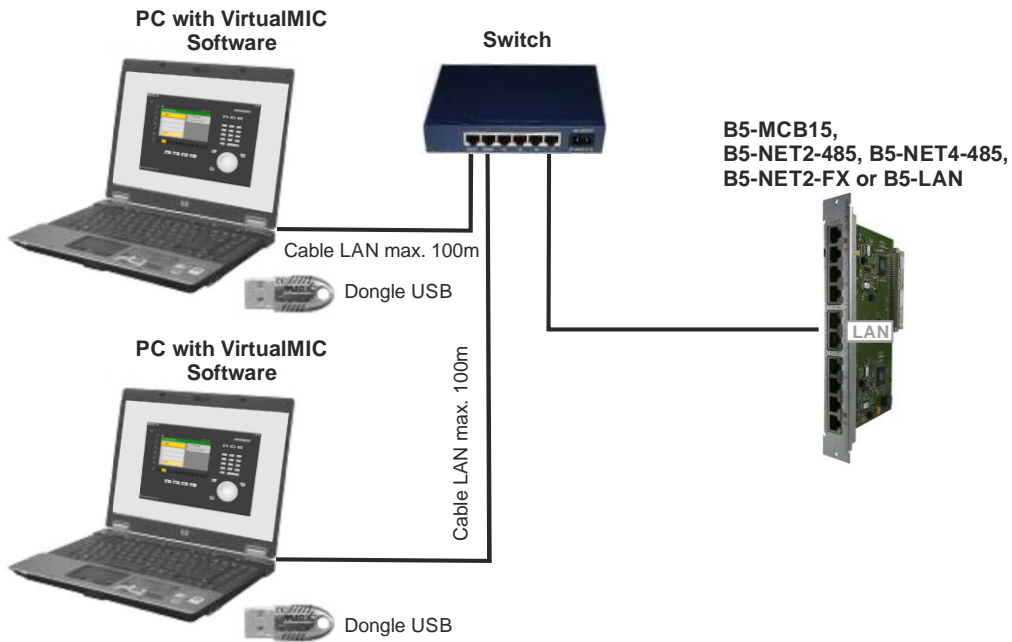 PC with VirtualMIC
Software
Switch
B5-MCB15,
B5-NET2-485, B5-NET4-485,
B5-NET2-FX or B5-LAN
Cable LAN max. 100m
Dongle USB
LAN
PC with VirtualMIC
Software
Cable LAN max. 100m
Dongle USB